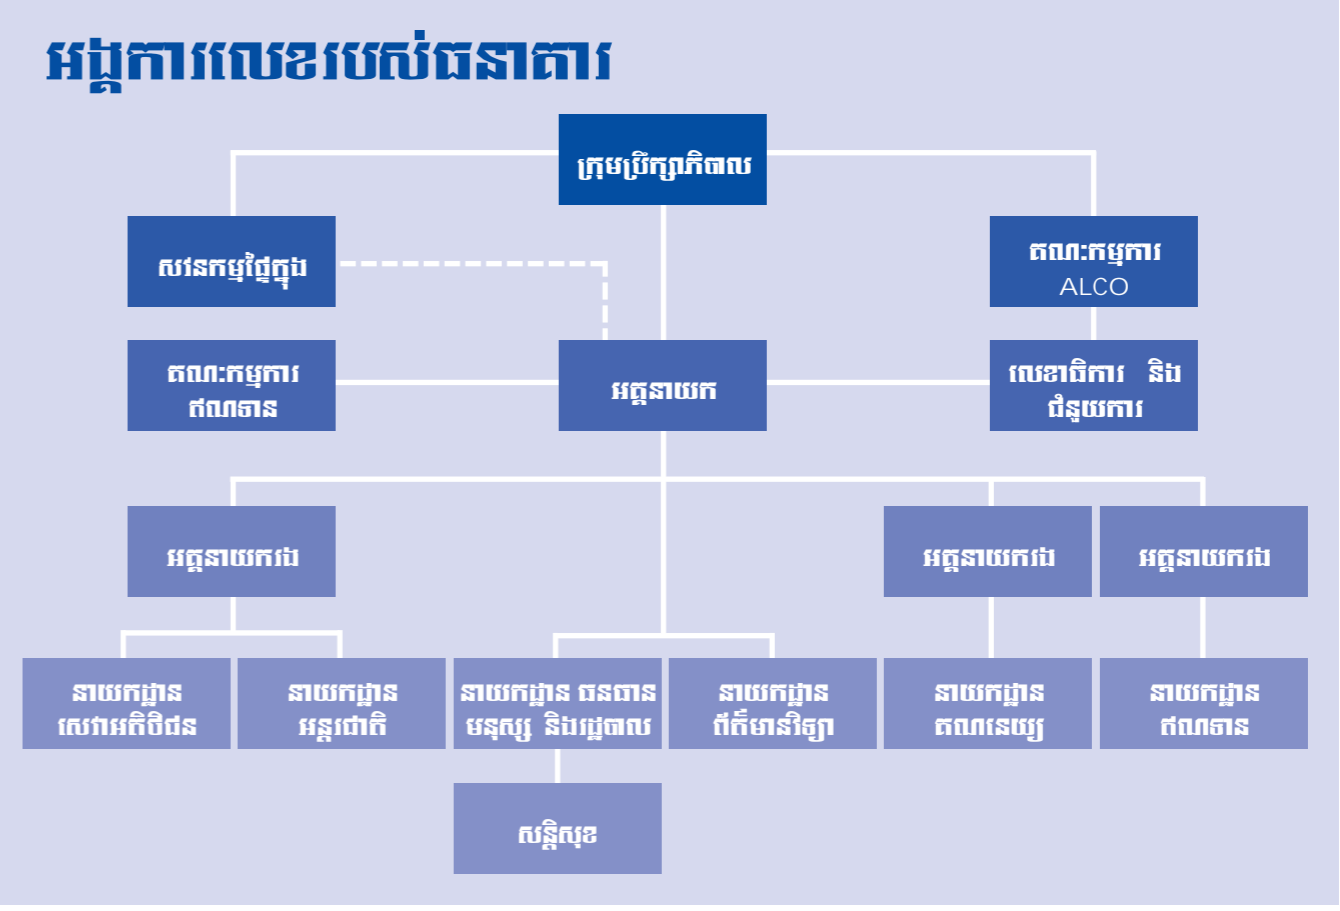 អង្គការលេខរបស់ធនាគារ
ក្រុមប្រឹក្សាភិបាល
សវនកម្មផ្ទៃក្នុង
គណ:កម្មការ
ALCO
គណ:កម្មការ
ឥណទាន
អគ្គនាយក
លេខាធិការ និង
ជំនួយការ
អគ្គនាយករង
អគ្គនាយករង
អគ្គនាយករង
នាយកដ្ឋាន
សេវាអតិថិជន
នាយកដ្ឋាន
អន្តរជាតិ
នាយកដ្ឋាន ធនធាន
មនុស្ស និងរដ្ឋបាល
នាយកដ្ឋាន
ព័ត៌មានវិទ្យា
នាយកដ្ឋាន
គណនេយ្យ
នាយកដ្ឋាន
ឥណទាន
សន្តិសុខ